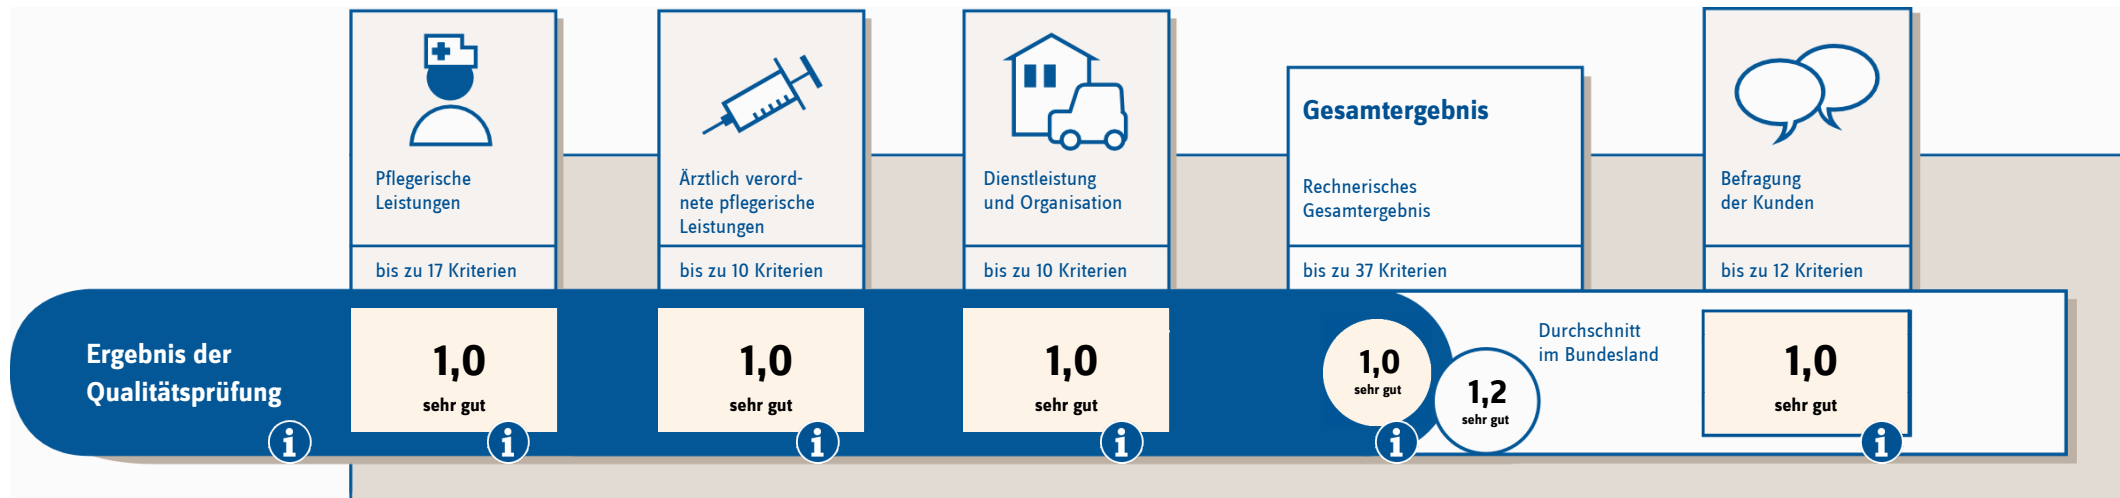 Pflegerische
Leistungen
bis zu 17 Kriterien
Ärztlich verord-
nete pflegerische
Leistungen
bis zu 10 Kriterien
Dienstleistung
und Organisation
bis zu 10 Kriterien
Gesamtergebnis
Rechnerisches
Gesamtergebnis
bis zu 37 Kriterien
Befragung
der Kunden
bis zu 12 Kriterien
Ergebnis der
Qualitätsprüfung
i
1,0
sehr gut
i
1,0
sehr gut
i
1,0
sehr gut
i
1,0
sehr gut
i
1,2
sehr gut
Durchschnitt
im Bundesland
1,0
sehr gut
i